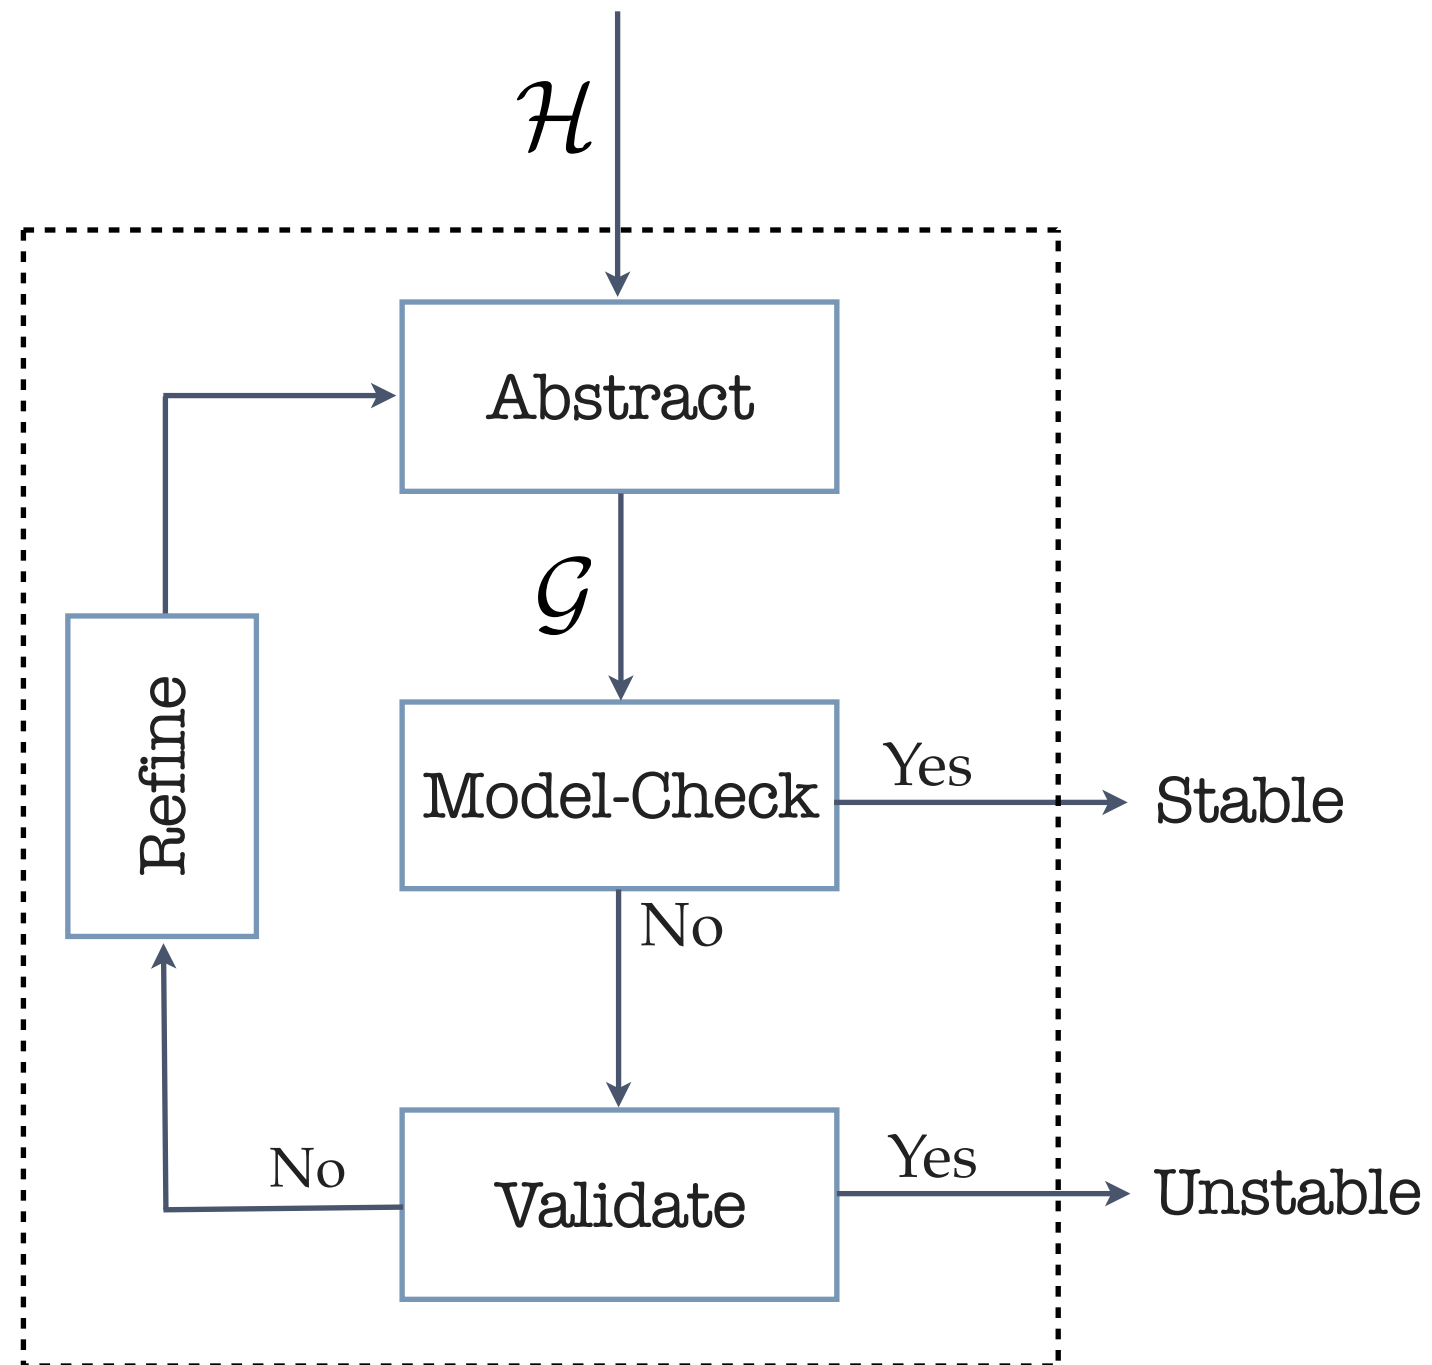 ℋ
Abstract
𝒢
Refine
Model-Check
Yes
Stable
No
No
Validate
Yes
Unstable